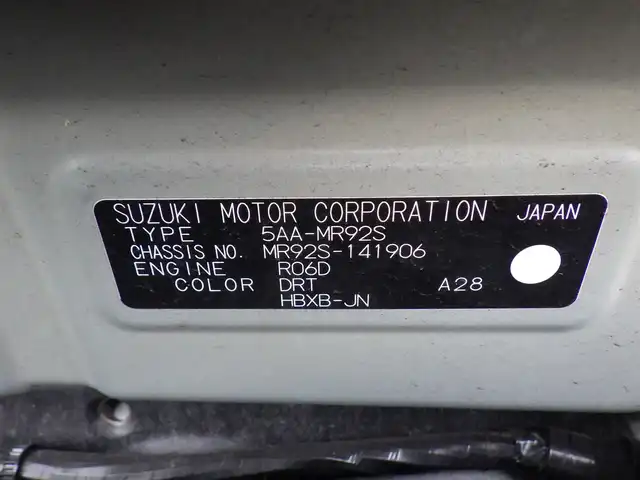 SUZUKI MOTOR CORPORATION JAPAN
TYPE 5AA-MR92S
CHASSIS NO. MR92S-141906
ENGINE R06D
COLOR DRT A28
HBXB-JN